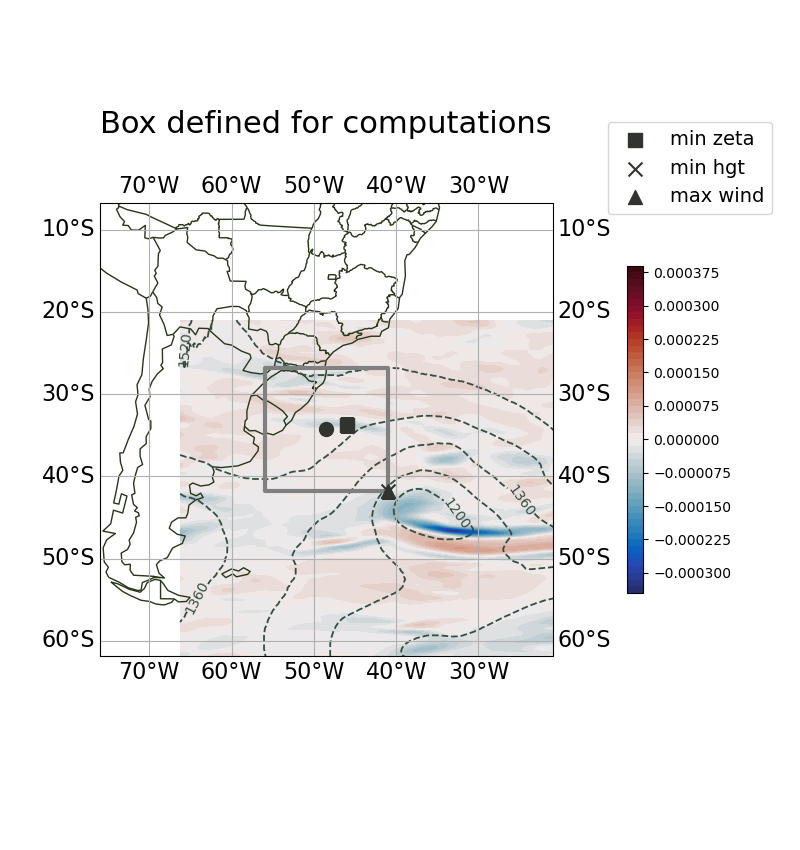 Box defined for computations
min zeta
min hgt
max wind
70°W 60°W 50°W 40°W 30°W
10°S 10°S
20°S 20°S
30°S 30°S
40°S 40°S
50°S 50°S
60°S 60°S
70°W 60°W 50°W 40°W 30°W
1520
1360
1200
1360
0.000375
0.000300
0.000225
0.000150
0.000075
0.000000
−0.000075
−0.000150
−0.000225
−0.000300